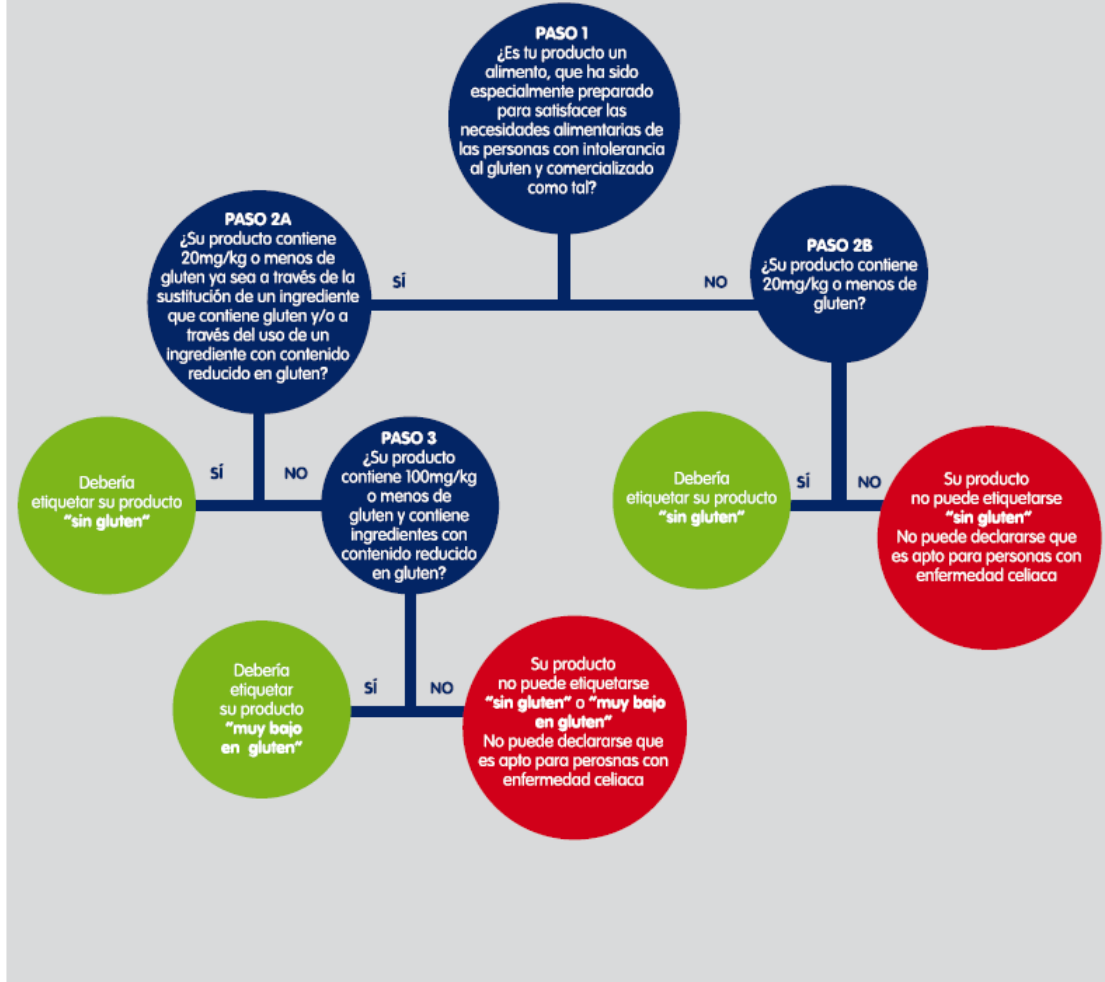 PASO 1
¿Es tu producto un
alimento, que ha sido
especialmente preparado
para satisfacer las
necesidades alimentarias de
las personas con intolerancia
al gluten y comercializado
como tal?
PASO 2A
¿Su producto contiene
20mg/kg o menos de
gluten ya sea a través de la
sustitución de un ingrediente
que contiene gluten y/o a
través del uso de un
ingrediente con contenido
reducido en gluten?
SÍ
NO
PASO 2B
¿Su producto contiene
20mg/kg o menos de
gluten?
Debería
etiquetar su producto
"sin gluten"
SÍ
NO
PASO 3
¿Su producto
contiene 100mg/kg
o menos de
gluten y contiene
ingredientes con
contenido reducido
en gluten?
Debería
etiquetar su producto
"sin gluten"
SÍ
NO
Su producto
no puede etiquetarse
"sin gluten"
No puede declararse que
es apto para personas con
enfermedad celiaca
Debería
etiquetar
su producto
"muy bajo
en gluten"
SÍ
NO
Su producto
no puede etiquetarse
"sin gluten" o "muy bajo
en gluten"
No puede declararse que
es apto para perosnas con
enfermedad celiaca